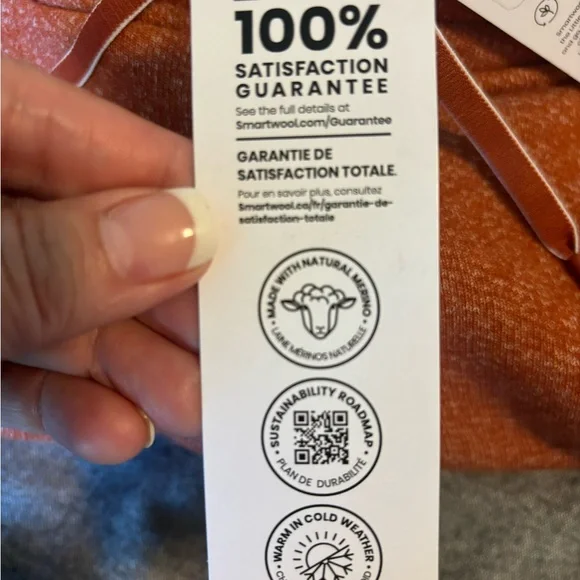 100%
SATISFACTION
GUARANTEE
See the full details at
Smartwool.com/Guarantee
GARANTIE DE
SATISFACTION TOTALE.
Pour en savoir plus, consultez
Smartwool.ca/fr/garantie-de-
satisfaction-totale
• MADE WITH NATURAL MERINO •
LAINE MÉRINOS NATURELLE
• SUSTAINABILITY ROADMAP •
PLAN DE DURABILITÉ
• WARM IN COLD WEATHER •
Smartwool